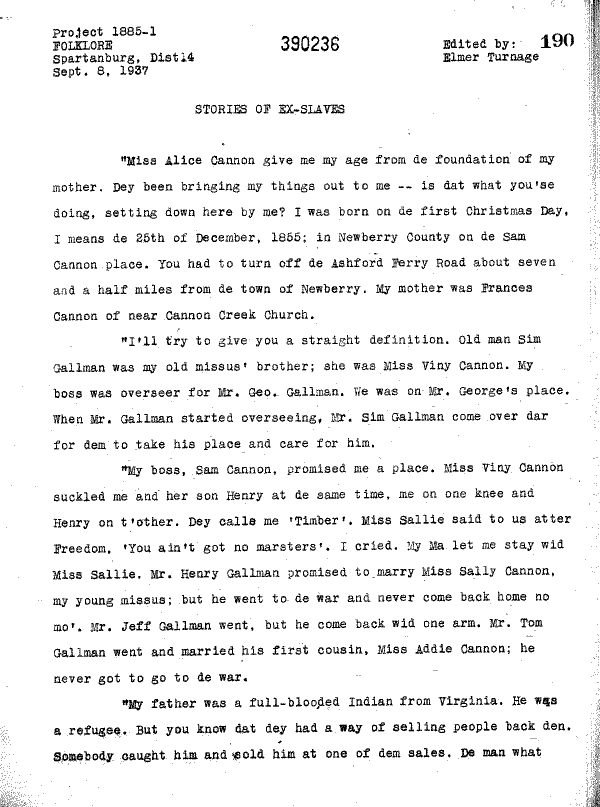 Project 1885-1
FOLKLORE
Spartanburg, Dist4
Sept. 8, 1937
390236
Edited by:
Elmer Turnage
190
STORIES OF EX-SLAVES
"Miss Alice Cannon give me my age from de foundation of my
mother. Dey been bringing my things out to me -- is dat what you'se
doing, setting down here by me? I was born on de first Christmas Day,
I means de 25th of December, 1855; in Newberry County on de Sam
Cannon place. You had to turn off de Ashford Ferry Road about seven
and a half miles from de town of Newberry. My mother was Frances
Cannon of near Cannon Creek Church.
"I'll try to give you a straight definition. Old man Sim
Gallman was my old missus' brother; she was Miss Viny Cannon. My
boss was overseer for Mr. Geo. Gallman. We was on Mr. George's place.
When Mr. Gallman started overseeing, Mr. Sim Gallman come over dar
for dem to take his place and care for him.
"My boss, Sam Cannon, promised me a place. Miss Viny Cannon
suckled me and her son Henry at de same time, me on one knee and
Henry on t'other. Dey calls me 'Timber'. Miss Sallie said to us atter
Freedom, 'You ain't got no marsters'. I cried. My Ma let me stay wid
Miss Sallie. Mr. Henry Gallman promised to marry Miss Sally Cannon,
my young missus; but he went to de war and never come back home no
mo'. Mr. Jeff Gallman went, but he come back wid one arm. Mr. Tom
Gallman went and married his first cousin, Miss Addie Cannon; he
never got to go to de war.
"My father was a full-blooded Indian from Virginia. He was
a refugee. But you know dat dey had a way of selling people back den.
Somebody caught him and sold him at one of dem sales. De man what